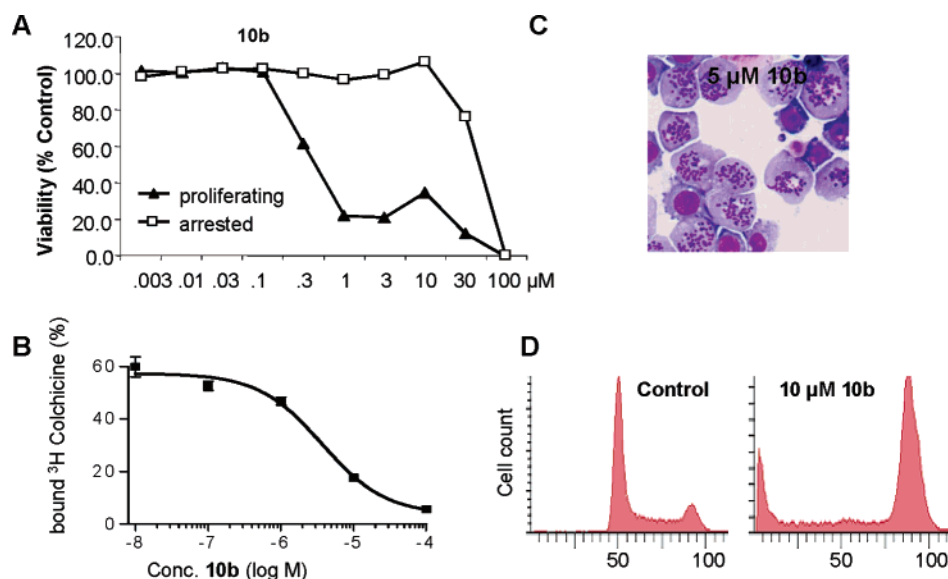 A
10b
120.0
100.0
80.0
60.0
40.0
20.0
0.0
Viability (% Control)
proliferating
arrested
.003 .01 .03 .1 .3 1 3 10 30 100 µM
B
60
40
20
0
bound ³H Colchicine (%)
-8 -7 -6 -5 -4
Conc. 10b (log M)
C
5 µM 10b
D
Cell count
Control
50 100
10 µM 10b
50 100